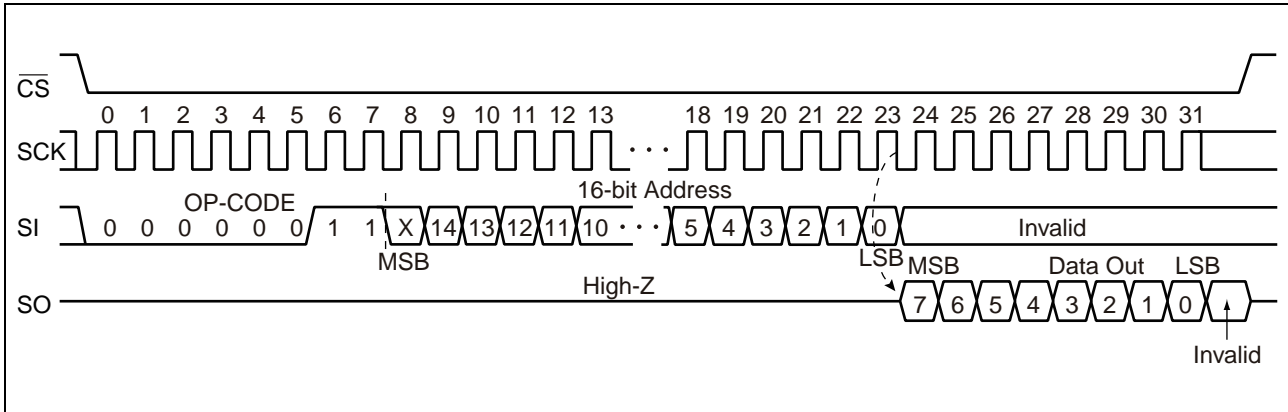 CS
0 1 2 3 4 5 6 7 8 9 10 11 12 13 18 19 20 21 22 23 24 25 26 27 28 29 30 31
SCK
· · ·
OP-CODE
16-bit Address
SI
0 0 0 0 0 0 1 1 X 14 13 12 11 10 · · · 5 4 3 2 1 0 Invalid
MSB
LSB
MSB Data Out LSB
High-Z
SO
7 6 5 4 3 2 1 0
Invalid